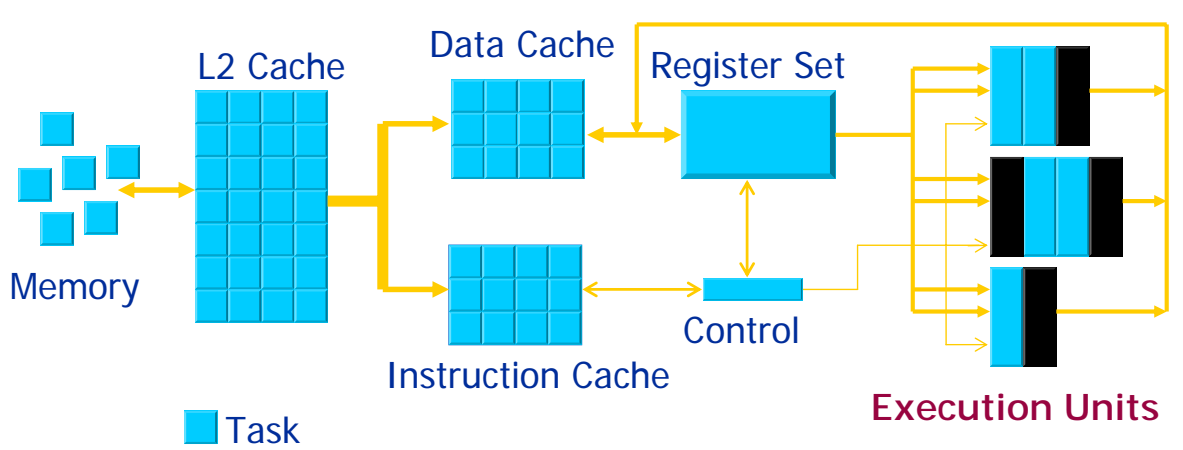 Data Cache
L2 Cache
Register Set
Memory
Control
Instruction Cache
Execution Units
Task